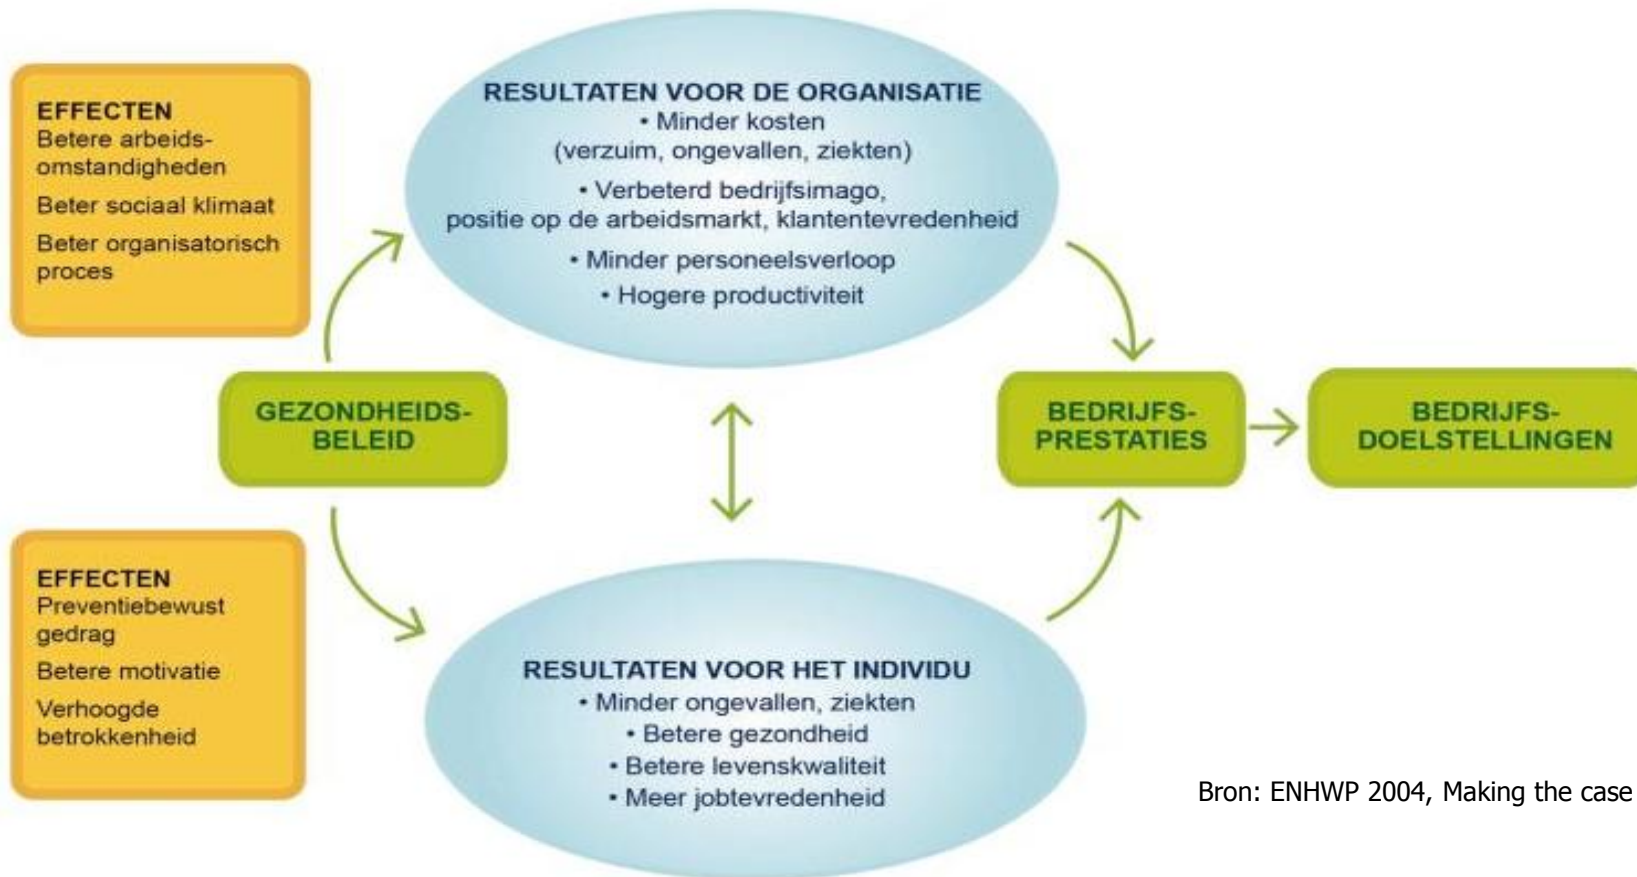 EFFECTEN
Betere arbeids-
omstandigheden
Beter sociaal klimaat
Beter organisatorisch
proces
RESULTATEN VOOR DE ORGANISATIE
• Minder kosten
(verzuim, ongevallen, ziekten)
• Verbeterd bedrijfsimago,
positie op de arbeidsmarkt, klantentevredenheid
• Minder personeelsverloop
• Hogere productiviteit
GEZONDHEIDS-
BELEID
BEDRIJFS-
PRESTATIES
BEDRIJFS-
DOELSTELLINGEN
EFFECTEN
Preventiebewust
gedrag
Betere motivatie
Verhoogde
betrokkenheid
RESULTATEN VOOR HET INDIVIDU
• Minder ongevallen, ziekten
• Betere gezondheid
• Betere levenskwaliteit
• Meer jobtevredenheid
Bron: ENHWP 2004, Making the case